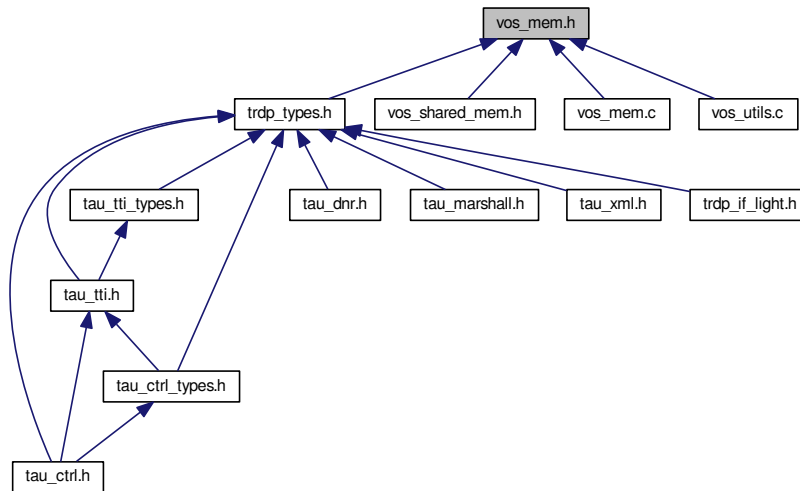 vos_mem.h
trdp_types.h
vos_shared_mem.h
vos_mem.c
vos_utils.c
tau_tti_types.h
tau_dnr.h
tau_marshall.h
tau_xml.h
trdp_if_light.h
tau_tti.h
tau_ctrl_types.h
tau_ctrl.h